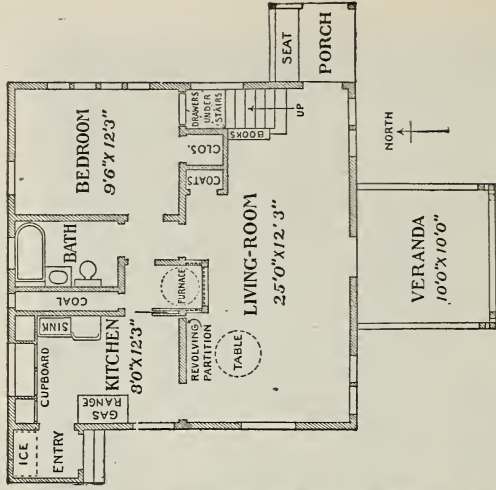 SEAT
PORCH
BEDROOM
9'6"X 12'3"
DRAWERS
UNDER
STAIRS
UP
BOOKS
CLOS.
COATS
NORTH
BATH
COAL
FURNACE
LIVING-ROOM
25'0"X12'3"
VERANDA
10'0"X10'0"
SINK
CUPBOARD
KITCHEN
8'0"X12'3"
REVOLVING
PARTITION
TABLE
GAS
RANGE
ICE
ENTRY